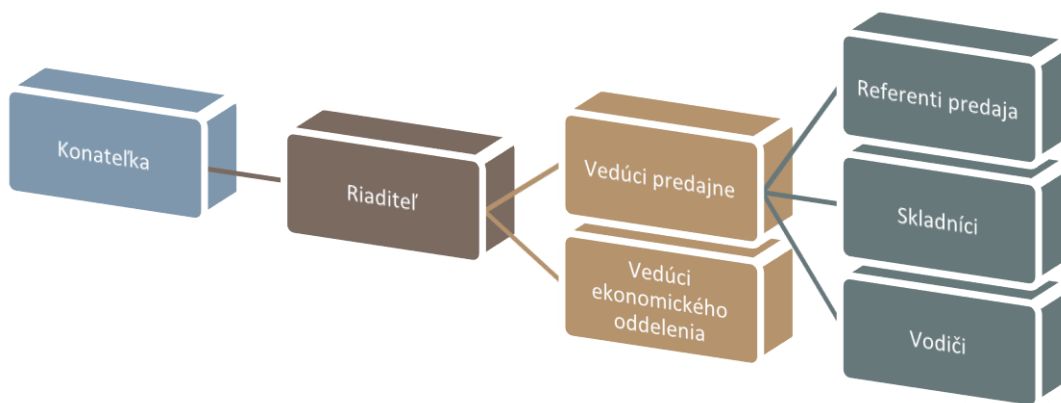 Konateľka
Riaditeľ
Vedúci predajne
Vedúci
ekonomického
oddelenia
Referenti predaja
Skladníci
Vodiči